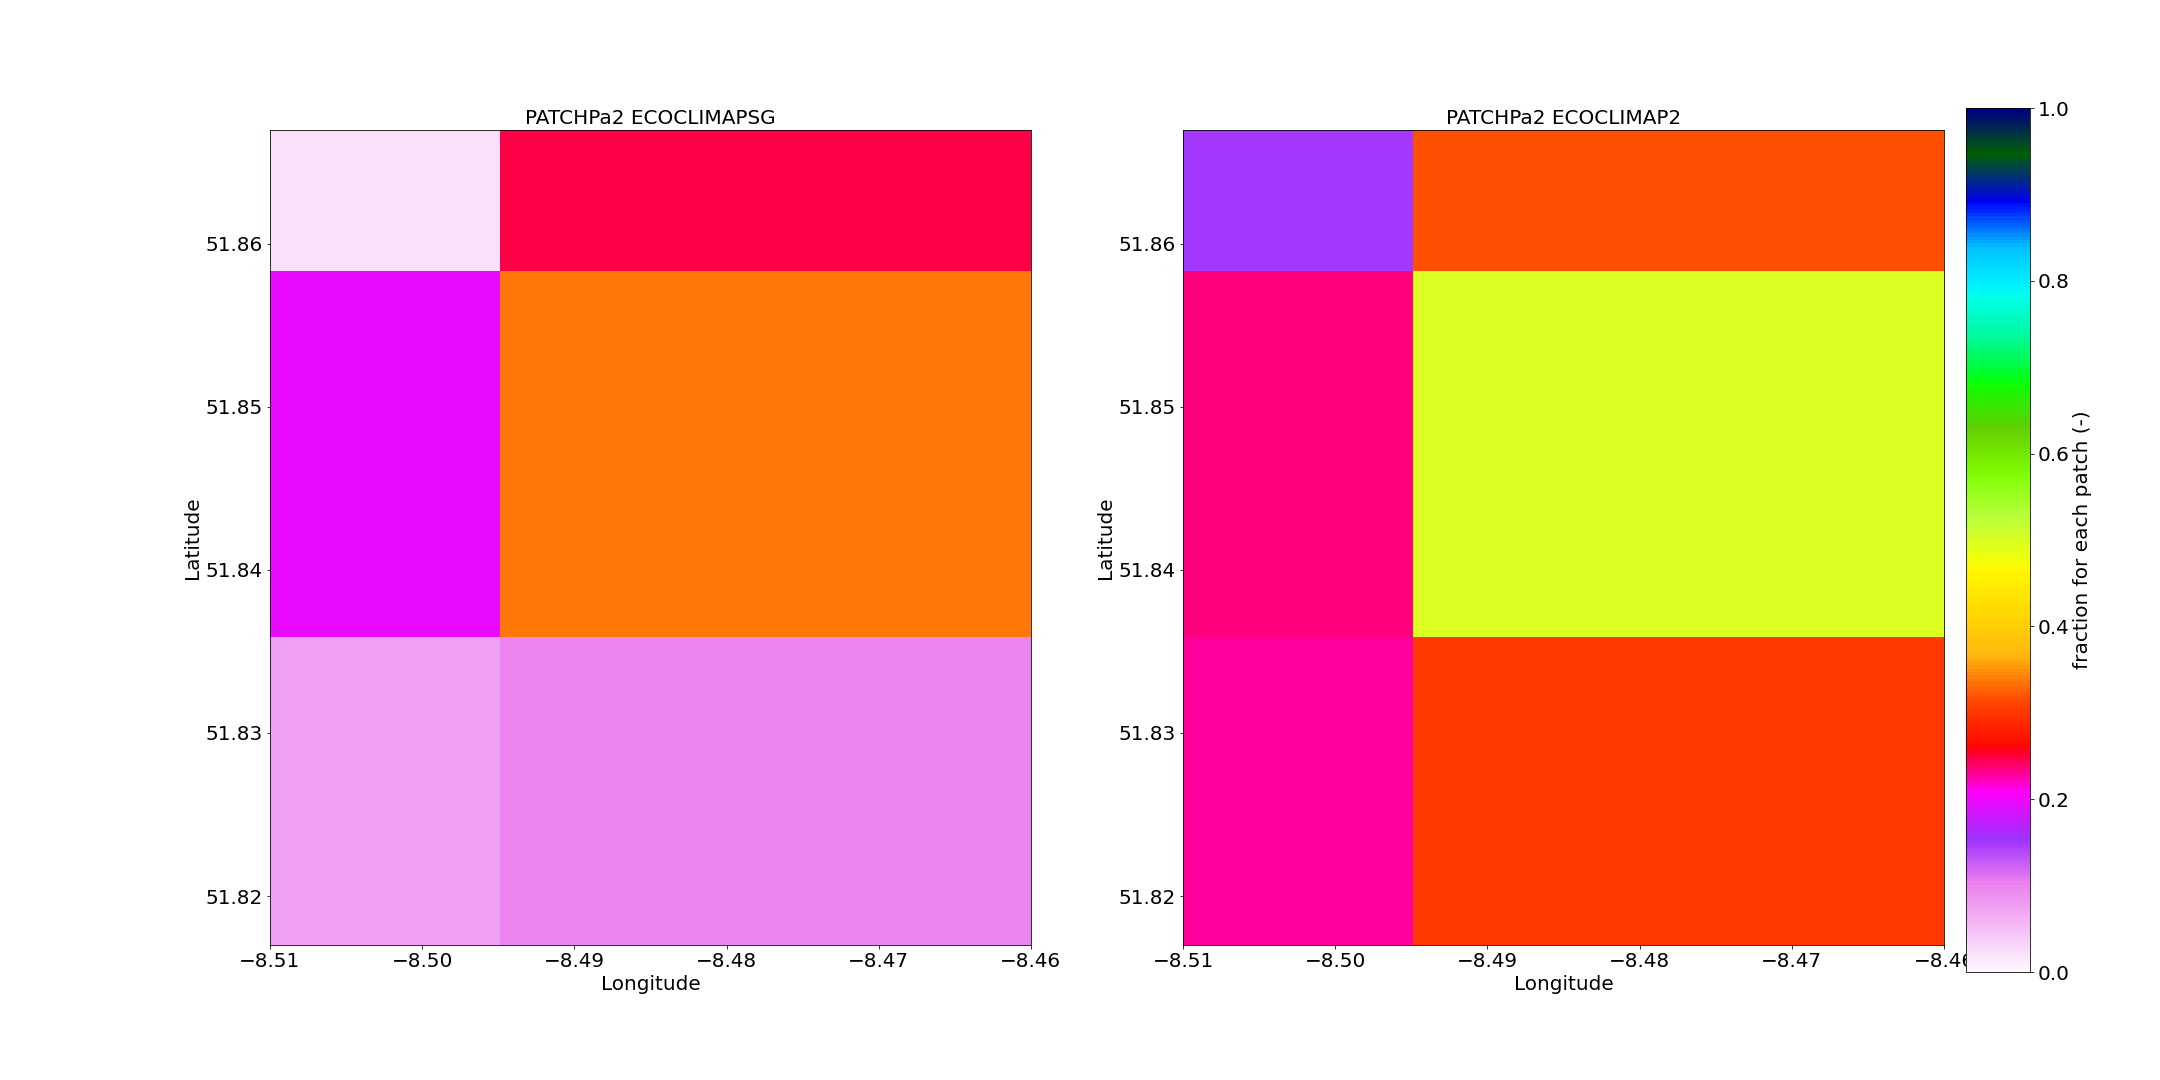 PATCHPa2 ECOCLIMAPSG
51.86
51.85
51.84
51.83
51.82
Latitude
−8.51 −8.50 −8.49 −8.48 −8.47 −8.46
Longitude
PATCHPa2 ECOCLIMAP2
51.86
51.85
51.84
51.83
51.82
Latitude
−8.51 −8.50 −8.49 −8.48 −8.47 −8.46
Longitude
1.0
0.8
0.6
0.4
0.2
0.0
fraction for each patch (-)